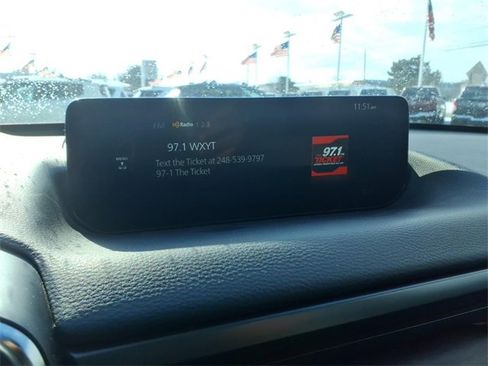 11:51
FM HD Radio 1 2 3
97.1 WXYT
Text the Ticket at 248-539-9797
97-1 The Ticket
MENU
97.1
TICKET